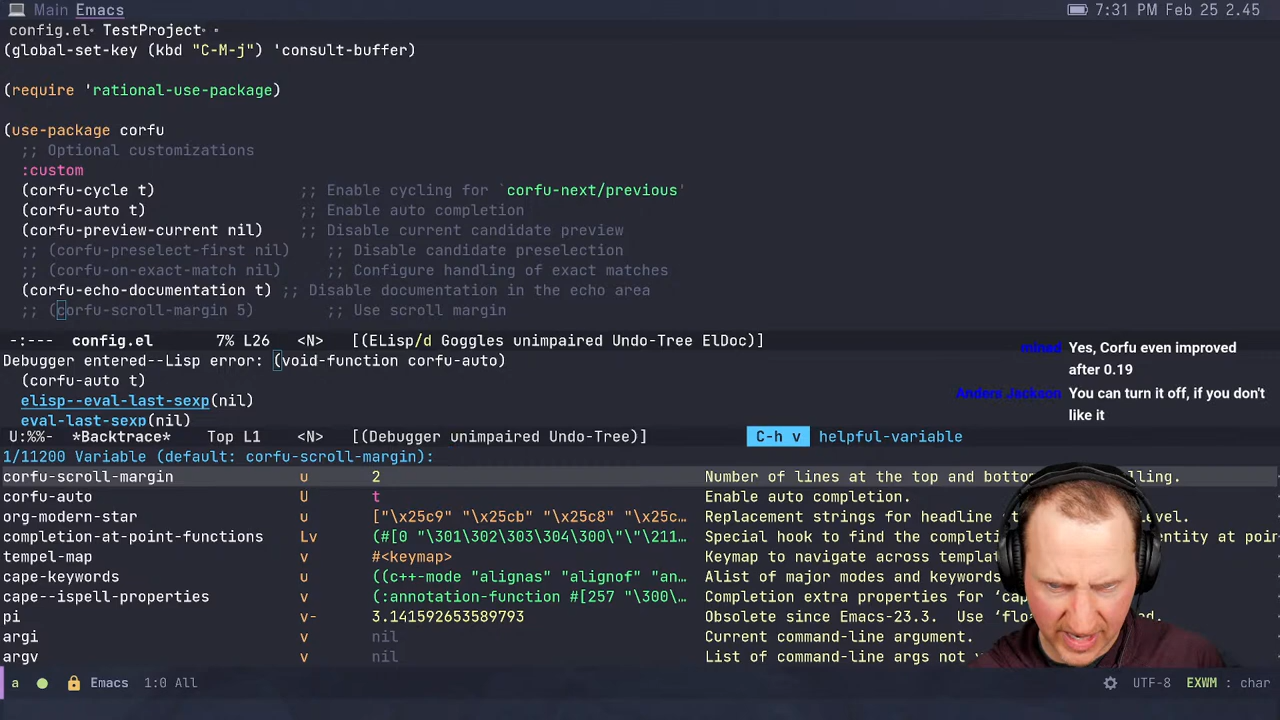 Main Emacs
7:31 PM Feb 25 2.45
config.el· TestProject· ·
(global-set-key (kbd "C-M-j") 'consult-buffer)
(require 'rational-use-package)
(use-package corfu
;; Optional customizations
:custom
(corfu-cycle t) ;; Enable cycling for `corfu-next/previous'
(corfu-auto t) ;; Enable auto completion
(corfu-preview-current nil) ;; Disable current candidate preview
;; (corfu-preselect-first nil) ;; Disable candidate preselection
;; (corfu-on-exact-match nil) ;; Configure handling of exact matches
(corfu-echo-documentation t) ;; Disable documentation in the echo area
;; (corfu-scroll-margin 5) ;; Use scroll margin
-:--- config.el 7% L26 <N> [(ELisp/d Goggles unimpaired Undo-Tree ElDoc)]
Debugger entered--Lisp error: (void-function corfu-auto)
(corfu-auto t)
elisp--eval-last-sexp(nil)
eval-last-sexp(nil)
Yes, Corfu even improved
after 0.19
Anders Jackson You can turn it off, if you don't
like it
U:%%- *Backtrace* Top L1 <N> [(Debugger unimpaired Undo-Tree)]
C-h v helpful-variable
1/11200 Variable (default: corfu-scroll-margin):
corfu-scroll-margin u 2 Number of lines at the top and
corfu-auto U t Enable auto completion.
org-modern-star u ["\x25c9" "\x25cb" "\x25c8" "\x25c… Replacement strings for headline
completion-at-point-functions Lv (#[0 "\301\302\303\304\300\"\"\211… Special hook to find the
tempel-map v #<keymap> Keymap to navigate across
cape-keywords u ((c++-mode "alignas" "alignof" "an… Alist of major modes and keywords
cape--ispell-properties v (:annotation-function #[257 "\300\… Completion extra properties for
pi v- 3.141592653589793 Obsolete since Emacs-23.3. Use
argi v nil Current command-line argument.
argv v nil List of command-line args not
a Emacs 1:0 All
UTF-8 EXWM : char